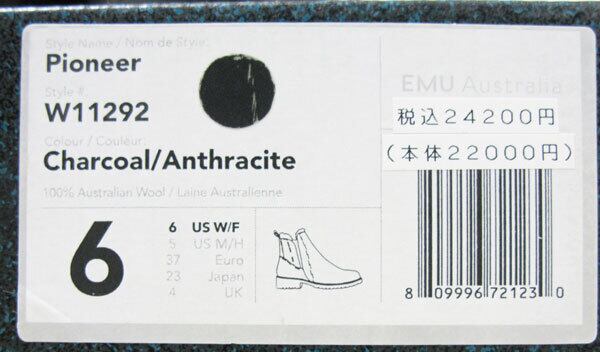 Style Name / Nom de Style:
Pioneer
Style #:
W11292
Colour / Couleur:
Charcoal/Anthracite
100% Australian Wool / Laine Australienne
6
6 US W/F
5 US M/H
37 Euro
23 Japan
4 UK
EMU Australia
税込24200円
(本体22000円)
8 09996 72123 0